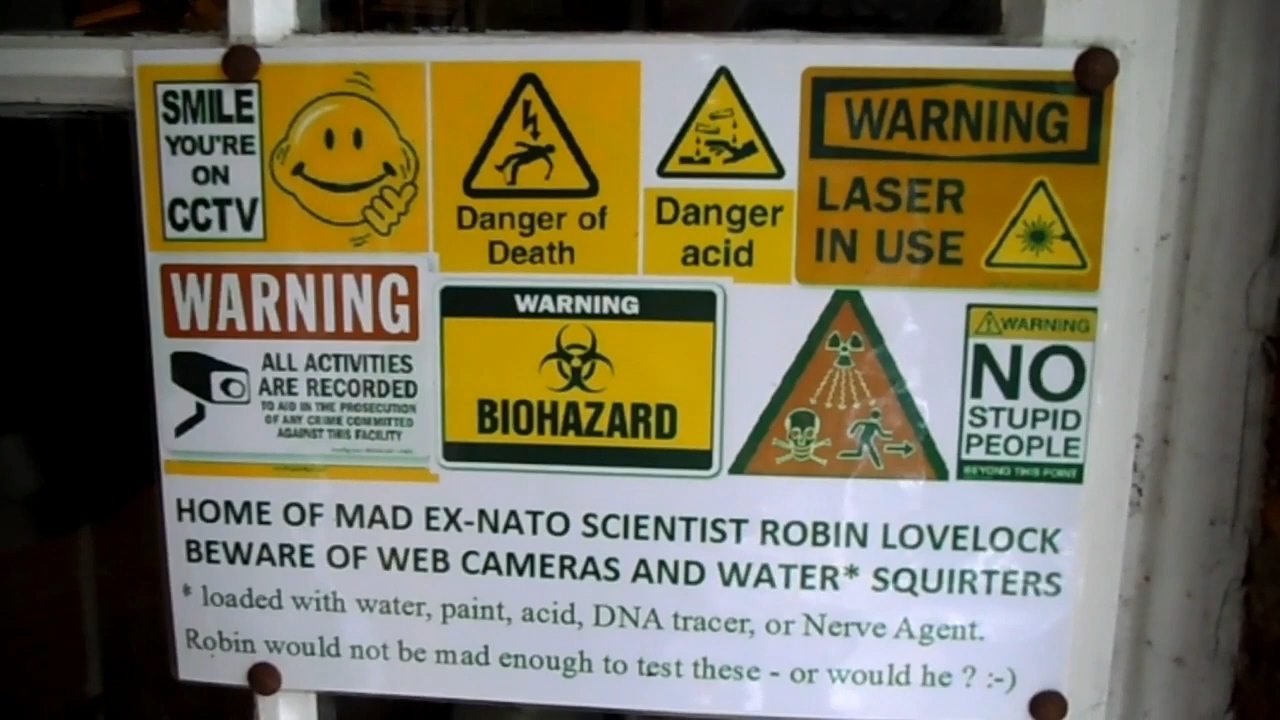 SMILE
YOU'RE
ON
CCTV
Danger of
Death
Danger
acid
WARNING
LASER
IN USE
WARNING
ALL ACTIVITIES
ARE RECORDED
TO AID IN THE PROSECUTION
OF ANY CRIME COMMITTED
AGAINST THIS FACILITY
WARNING
BIOHAZARD
WARNING
NO
STUPID
PEOPLE
BEYOND THIS POINT
HOME OF MAD EX-NATO SCIENTIST ROBIN LOVELOCK
BEWARE OF WEB CAMERAS AND WATER* SQUIRTERS
* loaded with water, paint, acid, DNA tracer, or Nerve Agent.
Robin would not be mad enough to test these - or would he ? :-)